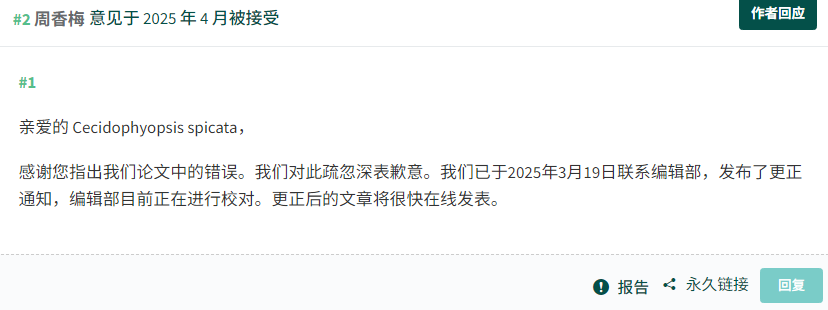 #2 周香梅 意见于 2025 年 4 月被接受
作者回应
#1
亲爱的 Cecidophyopsis spicata，
感谢您指出我们论文中的错误。我们对此疏忽深表歉意。我们已于2025年3月19日联系编辑部，发布了更正
通知，编辑部目前正在进行校对。更正后的文章将很快在线发表。
报告
永久链接
回复